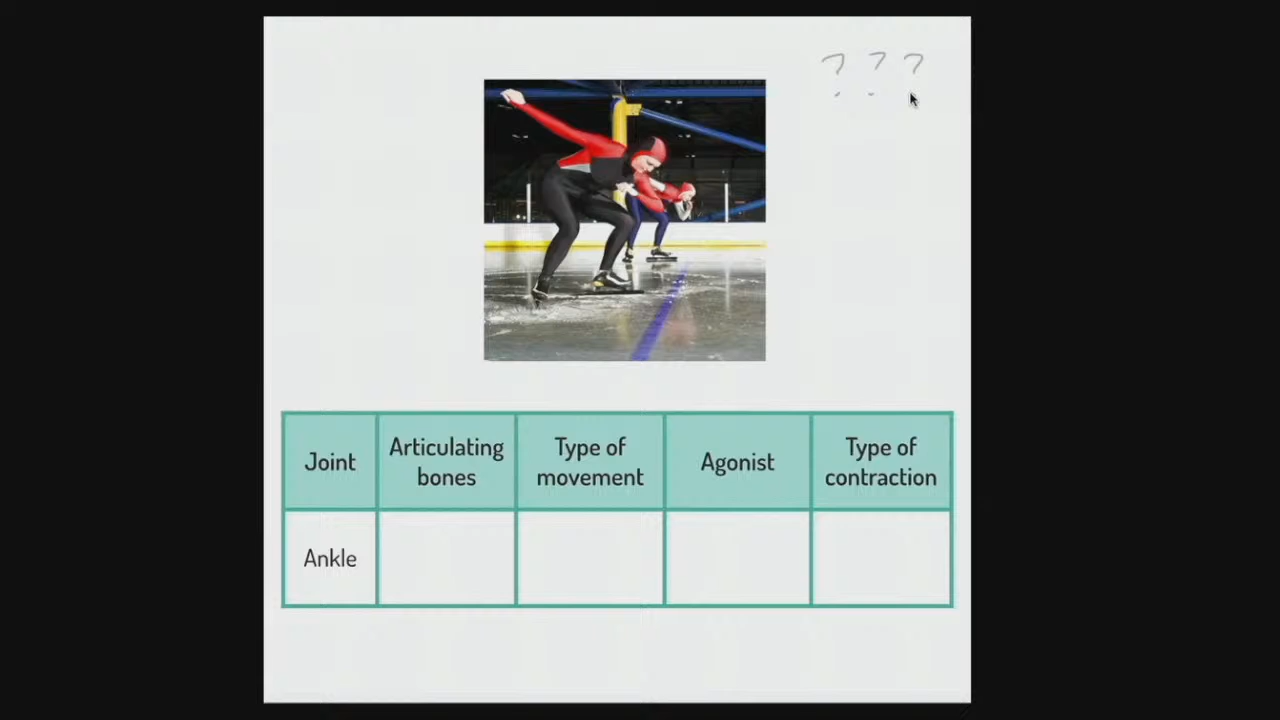 ? ? ?
Joint
Articulating
bones
Type of
movement
Agonist
Type of
contraction
Ankle